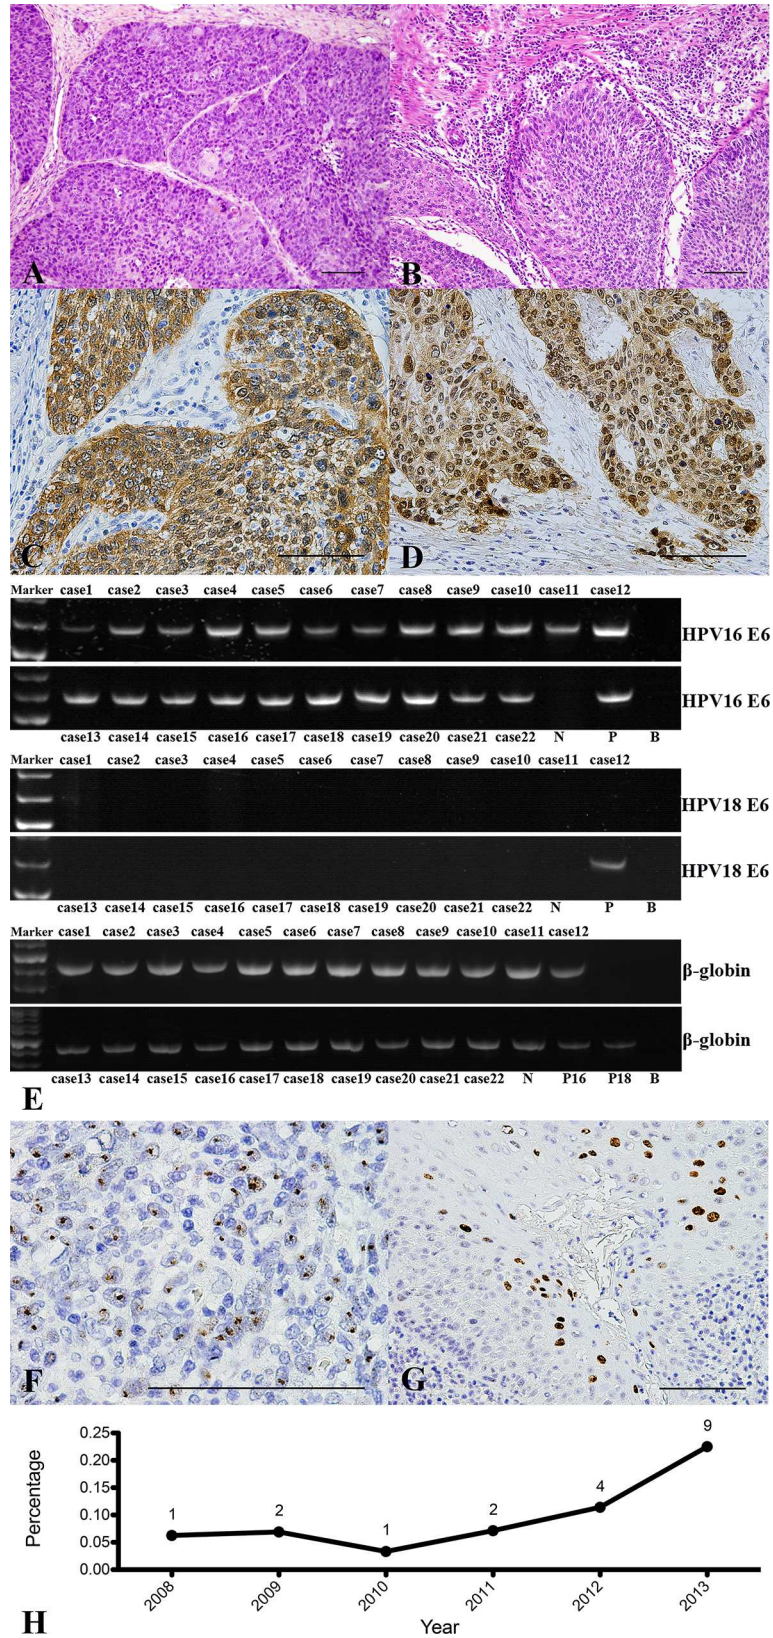 A
B
C
D
Marker case1 case2 case3 case4 case5 case6 case7 case8 case9 case10 case11 case12
HPV16 E6
HPV16 E6
case13 case14 case15 case16 case17 case18 case19 case20 case21 case22 N P B
Marker case1 case2 case3 case4 case5 case6 case7 case8 case9 case10 case11 case12
HPV18 E6
HPV18 E6
case13 case14 case15 case16 case17 case18 case19 case20 case21 case22 N P B
Marker case1 case2 case3 case4 case5 case6 case7 case8 case9 case10 case11 case12
β-globin
β-globin
case13 case14 case15 case16 case17 case18 case19 case20 case21 case22 N P16 P18 B
E
F
G
Percentage
0.25
0.20
0.15
0.10
0.05
0.00
1
2
1
2
4
9
2008
2009
2010
2011
2012
2013
Year
H